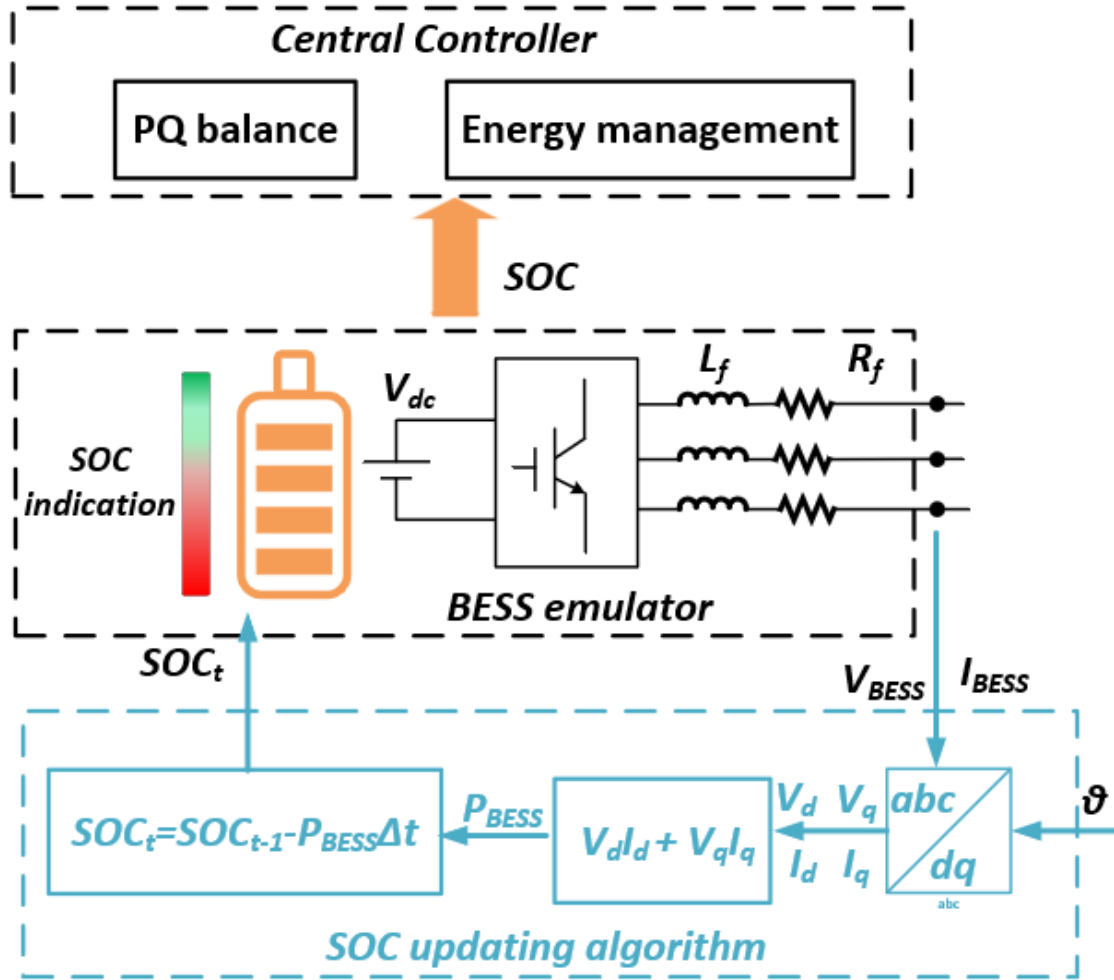 Central Controller
PQ balance
Energy management
SOC
V_dc
L_f
R_f
SOC
indication
BESS emulator
SOC_t
V_BESS
I_BESS
SOC_t=SOC_t-1-P_BESSΔt
P_BESS
V_dI_d + V_qI_q
V_d V_q
I_d I_q
abc
dq
abc
ϑ
SOC updating algorithm